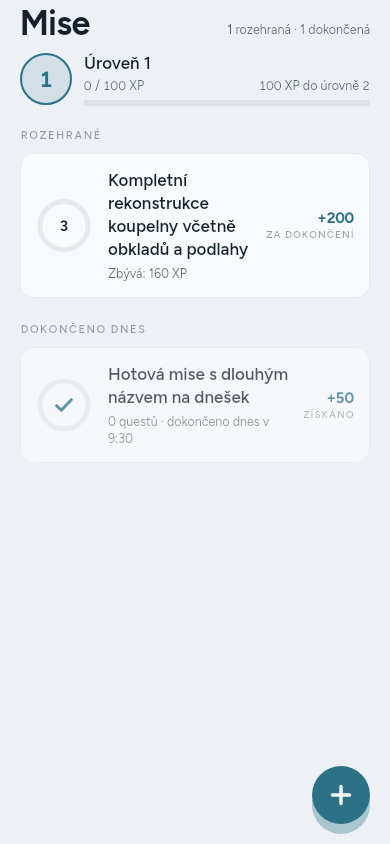 Mise
1 rozehraná · 1 dokončená
1
Úroveň 1
0 / 100 XP
100 XP do úrovně 2
ROZEHRANÉ
3
Kompletní
rekonstrukce
koupelny včetně
obkladů a podlahy
Zbývá: 160 XP
+200
ZA DOKONČENÍ
DOKONČENO DNES
Hotová mise s dlouhým
názvem na dnešek
0 questů · dokončeno dnes v
9:30
+50
ZÍSKÁNO